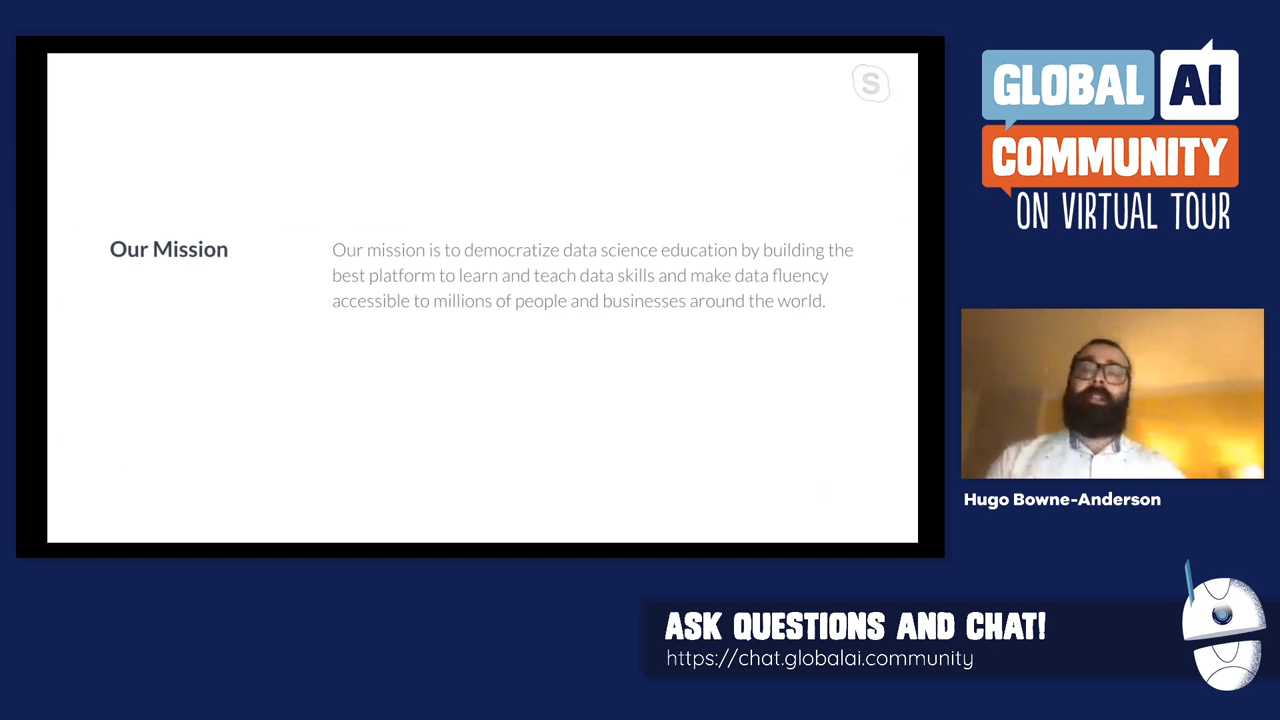 Our Mission
Our mission is to democratize data science education by building the
best platform to learn and teach data skills and make data fluency
accessible to millions of people and businesses around the world.
S
GLOBAL AI
COMMUNITY
ON VIRTUAL TOUR
Hugo Bowne-Anderson
ASK QUESTIONS AND CHAT!
https://chat.globalai.community